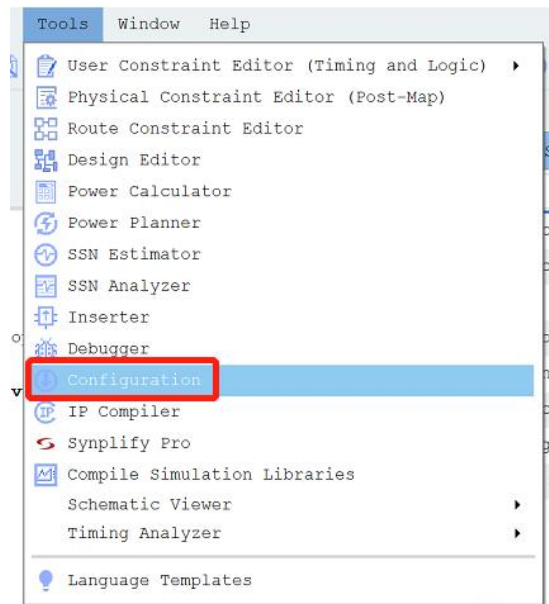 Tools Window Help
User Constraint Editor (Timing and Logic)
Physical Constraint Editor (Post-Map)
Route Constraint Editor
Design Editor
Power Calculator
Power Planner
SSN Estimator
SSN Analyzer
Inserter
Debugger
Configuration
IP Compiler
Synplify Pro
Compile Simulation Libraries
Schematic Viewer
Timing Analyzer
Language Templates